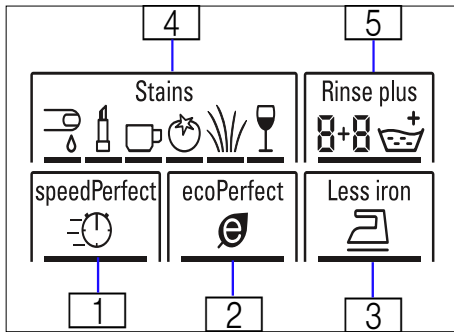 4 5
Stains Rinse plus
8+8 +
speedPerfect ecoPerfect Less iron
e
1 2 3